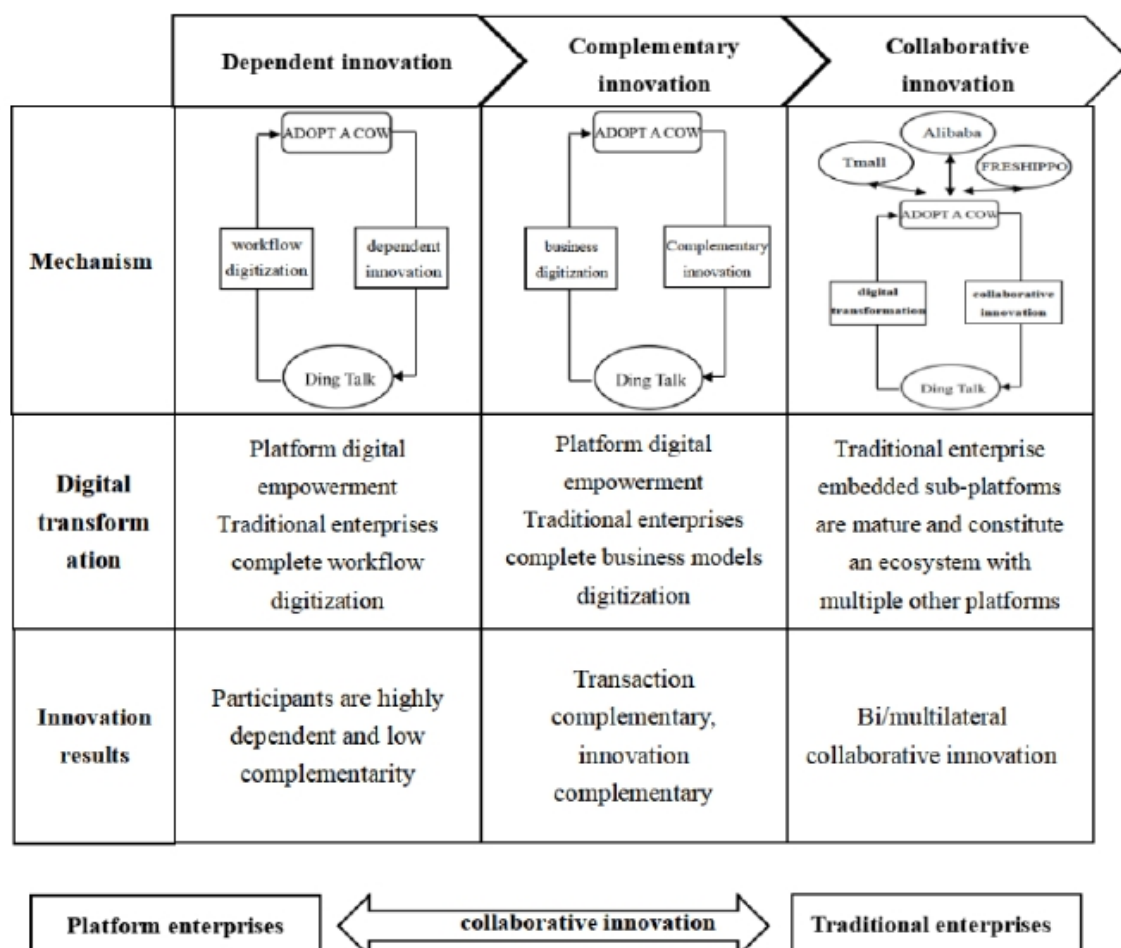 Dependent innovation
Complementary
innovation
Collaborative
innovation
Mechanism
ADOPT A COW
workflow
digitization
dependent
innovation
Ding Talk
ADOPT A COW
business
digitization
Complementary
innovation
Ding Talk
Alibaba
Tmall
FRESHIPPO
ADOPT A COW
digital
transformation
collaborative
innovation
Ding Talk
Digital
transform
ation
Platform digital
empowerment
Traditional enterprises
complete workflow
digitization
Platform digital
empowerment
Traditional enterprises
complete business models
digitization
Traditional enterprise
embedded sub-platforms
are mature and constitute
an ecosystem with
multiple other platforms
Innovation
results
Participants are highly
dependent and low
complementarity
Transaction
complementary,
innovation
complementary
Bi/multilateral
collaborative innovation
Platform enterprises
collaborative innovation
Traditional enterprises